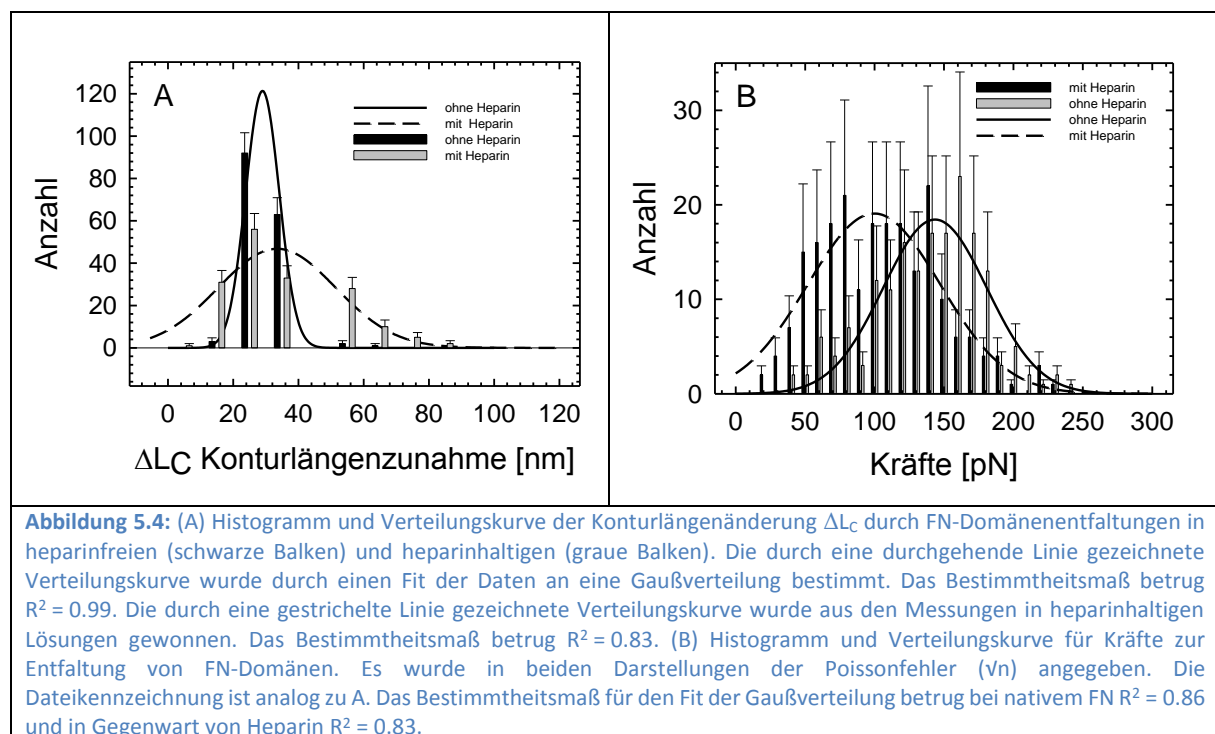 A
Anzahl
120
100
80
60
40
20
0
0 20 40 60 80 100 120
ΔLC Konturlängenzunahme [nm]
ohne Heparin
mit Heparin
ohne Heparin
mit Heparin
B
Anzahl
30
20
10
0
0 50 100 150 200 250 300
Kräfte [pN]
mit Heparin
ohne Heparin
ohne Heparin
mit Heparin
Abbildung 5.4: (A) Histogramm und Verteilungskurve der Konturlängenänderung ΔLC durch FN-Domänenentfaltungen in
heparinfreien (schwarze Balken) und heparinhaltigen (graue Balken). Die durch eine durchgehende Linie gezeichnete
Verteilungskurve wurde durch einen Fit der Daten an eine Gaußverteilung bestimmt. Das Bestimmtheitsmaß betrug
R² = 0.99. Die durch eine gestrichelte Linie gezeichnete Verteilungskurve wurde aus den Messungen in heparinhaltigen
Lösungen gewonnen. Das Bestimmtheitsmaß betrug R² = 0.83. (B) Histogramm und Verteilungskurve für Kräfte zur
Entfaltung von FN-Domänen. Es wurde in beiden Darstellungen der Poissonfehler (√n) angegeben. Die
Dateikennzeichnung ist analog zu A. Das Bestimmtheitsmaß für den Fit der Gaußverteilung betrug bei nativem FN R² = 0.86
und in Gegenwart von Heparin R² = 0.83.